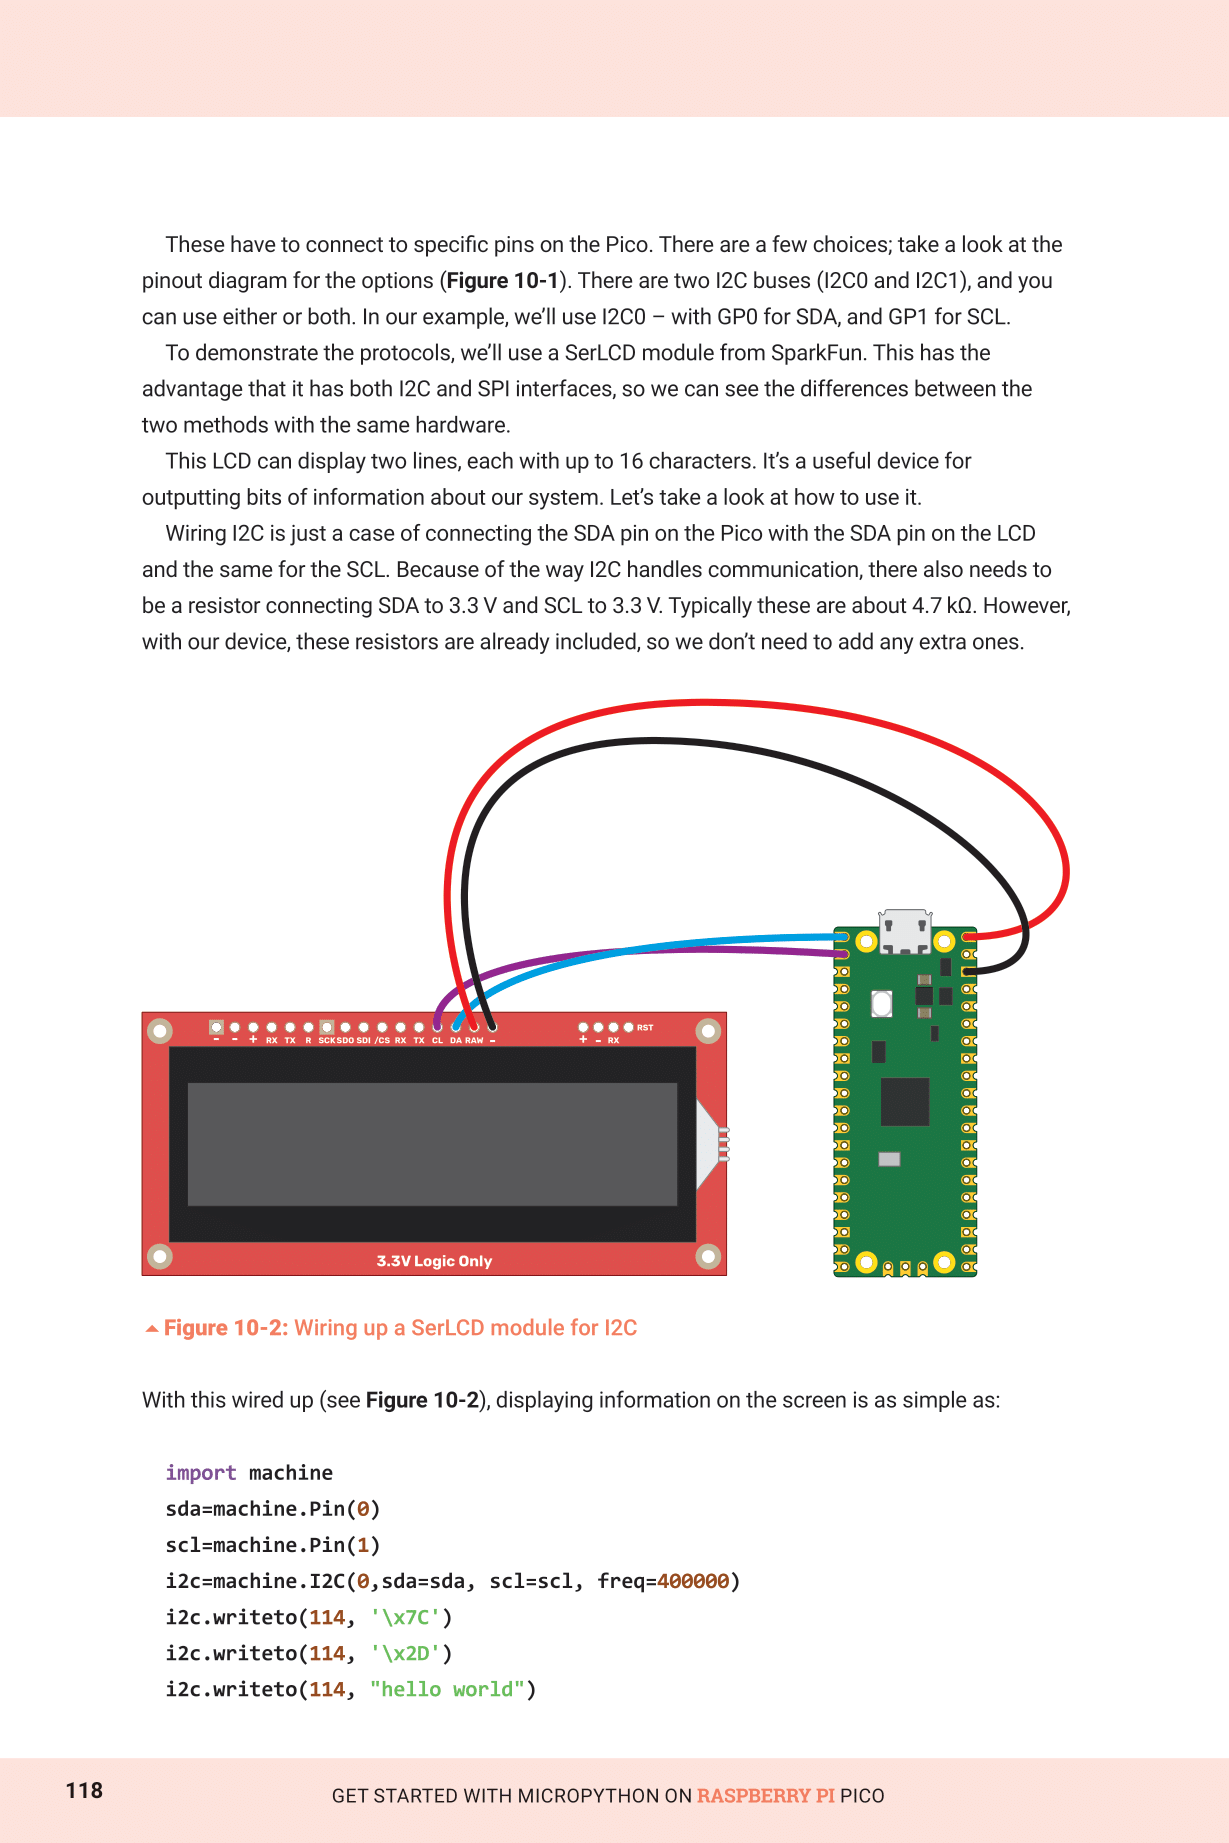 These have to connect to specific pins on the Pico. There are a few choices; take a look at the
pinout diagram for the options (Figure 10-1). There are two I2C buses (I2C0 and I2C1), and you
can use either or both. In our example, we’ll use I2C0 – with GP0 for SDA, and GP1 for SCL.
To demonstrate the protocols, we’ll use a SerLCD module from SparkFun. This has the
advantage that it has both I2C and SPI interfaces, so we can see the differences between the
two methods with the same hardware.
This LCD can display two lines, each with up to 16 characters. It’s a useful device for
outputting bits of information about our system. Let’s take a look at how to use it.
Wiring I2C is just a case of connecting the SDA pin on the Pico with the SDA pin on the LCD
and the same for the SCL. Because of the way I2C handles communication, there also needs to
be a resistor connecting SDA to 3.3 V and SCL to 3.3 V. Typically these are about 4.7 kΩ. However,
with our device, these resistors are already included, so we don’t need to add any extra ones.
- - + RX TX R SCK SDO SDI /CS RX TX CL DA RAW -
RST
+ - RX
3.3V Logic Only
Figure 10-2: Wiring up a SerLCD module for I2C
With this wired up (see Figure 10-2), displaying information on the screen is as simple as:
import machine
sda=machine.Pin(0)
scl=machine.Pin(1)
i2c=machine.I2C(0,sda=sda, scl=scl, freq=400000)
i2c.writeto(114, '\x7C')
i2c.writeto(114, '\x2D')
i2c.writeto(114, "hello world")
118
GET STARTED WITH MICROPYTHON ON RASPBERRY PI PICO